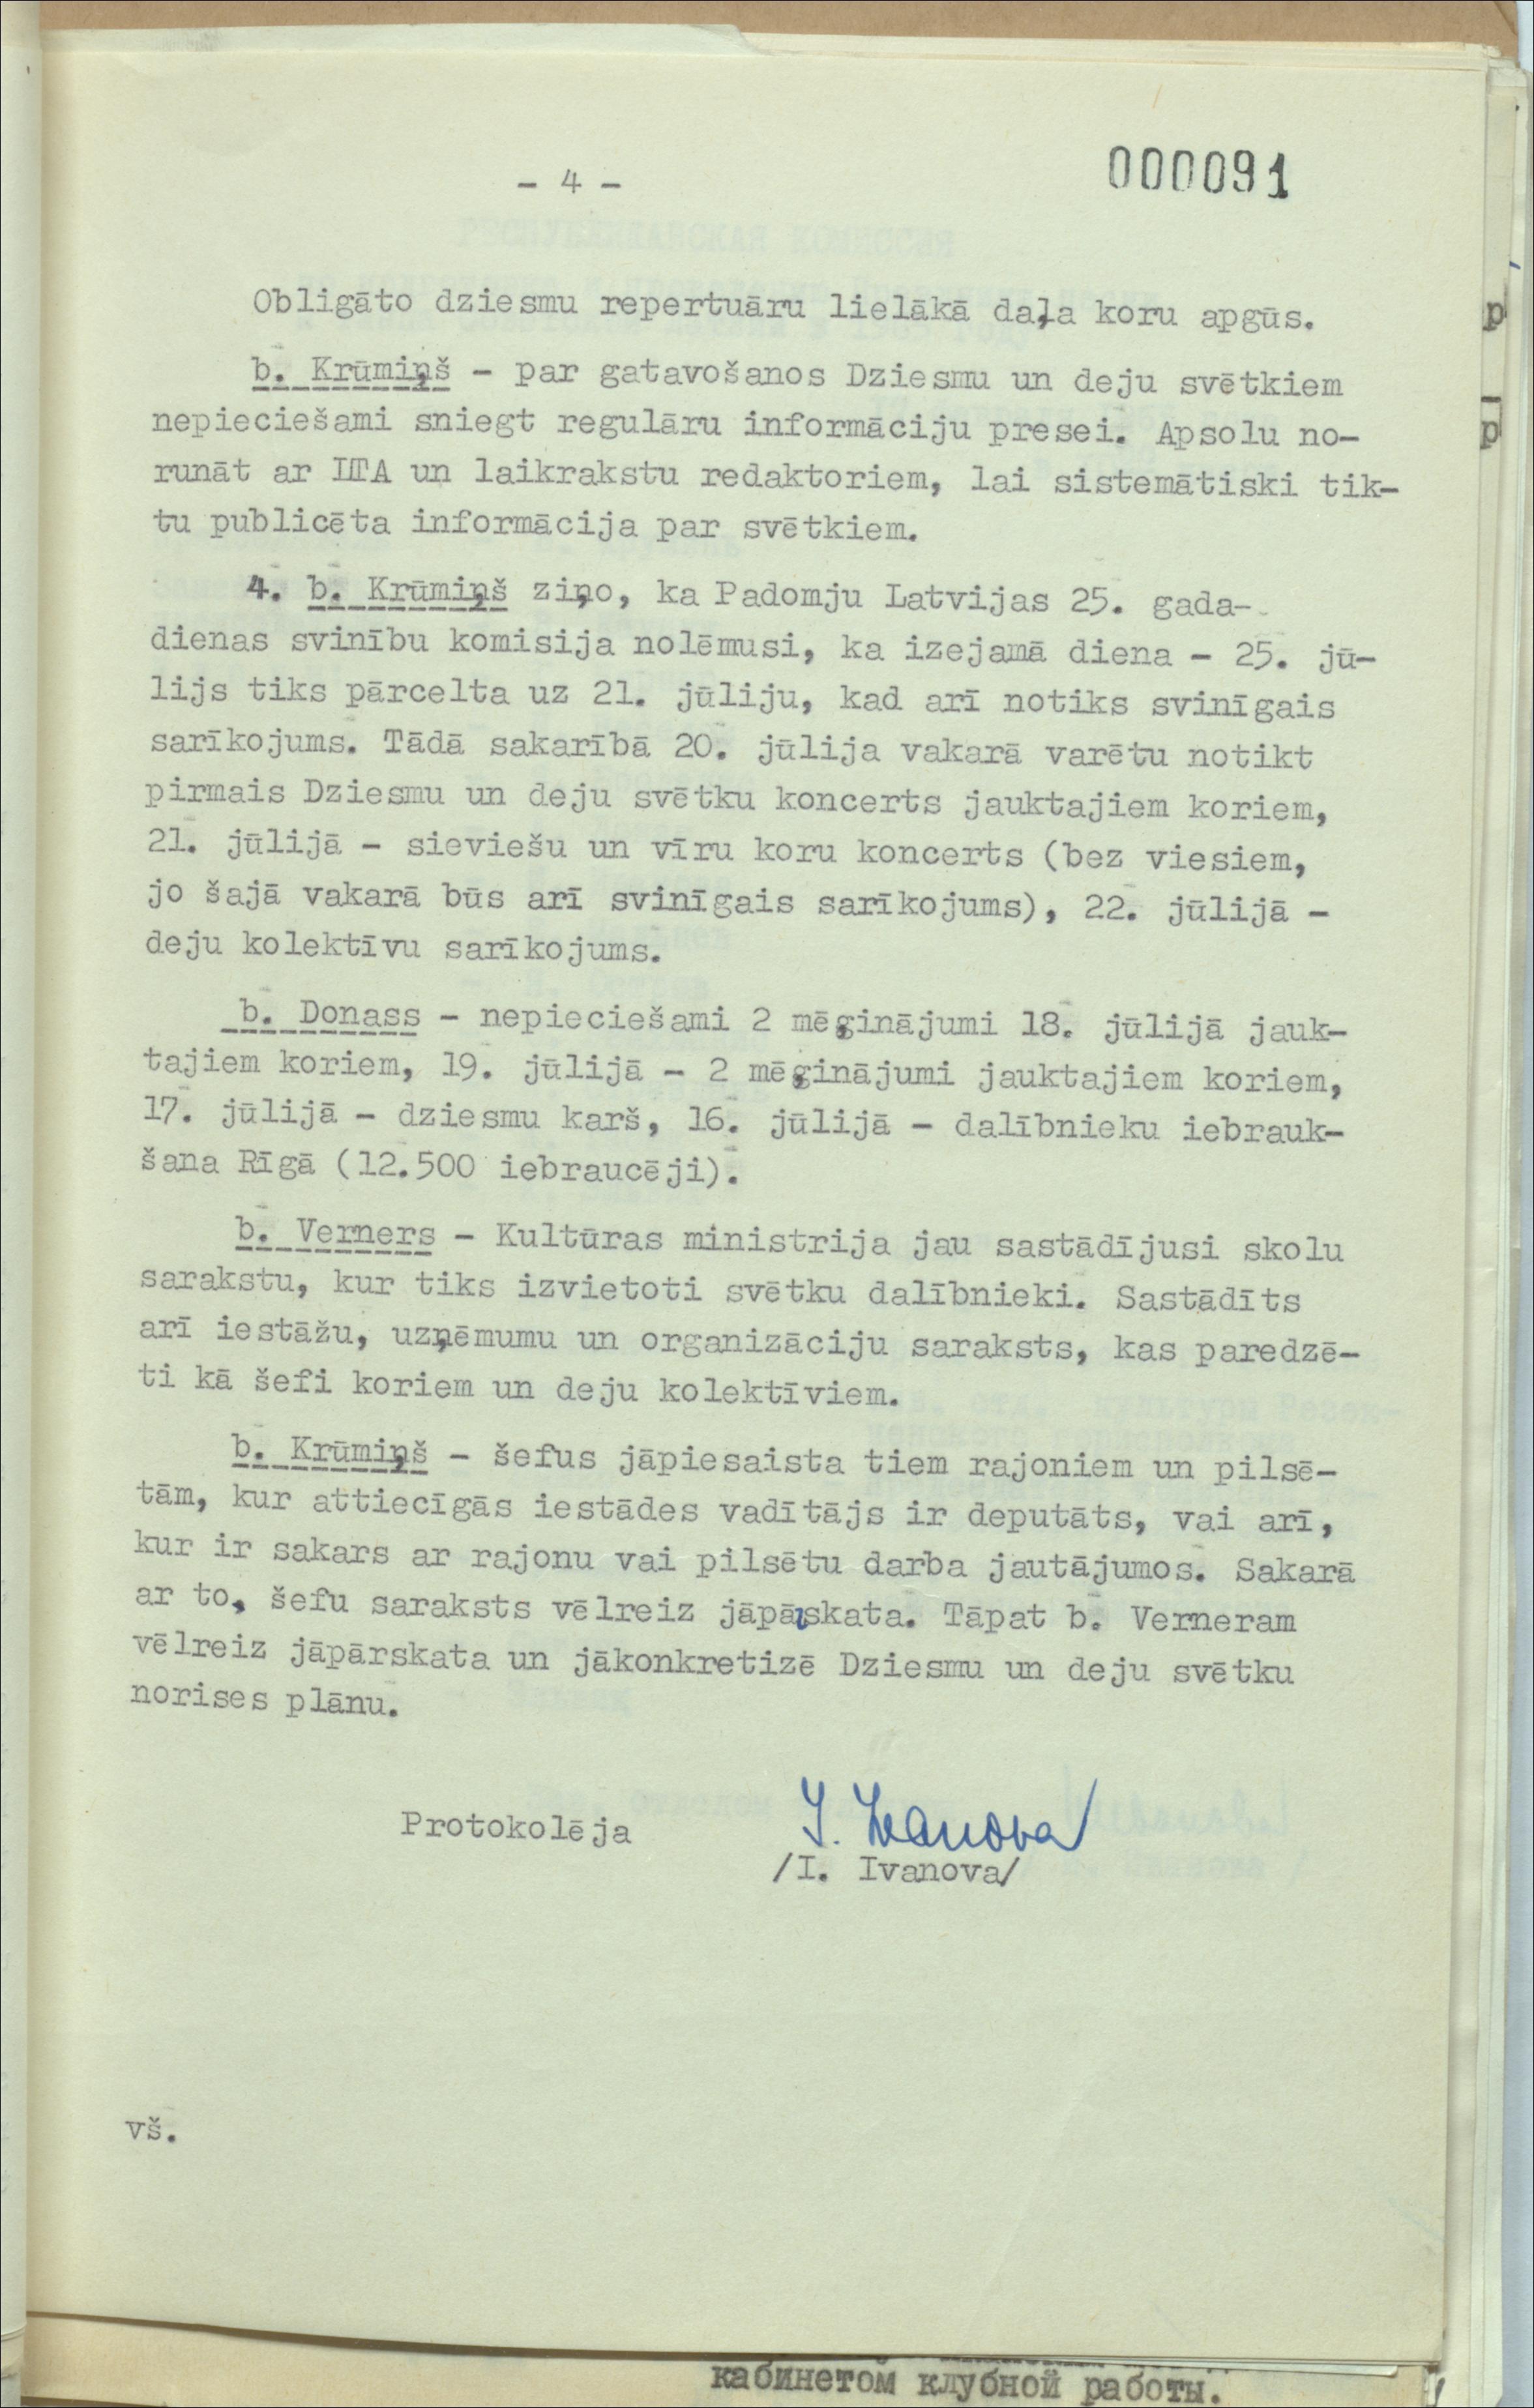 - 4 -
000091
Obligāto dziesmu repertuāru lielākā daļa koru apgūs.
b. Krūmiņš - par gatavošanos Dziesmu un deju svētkiem
nepieciešami sniegt regulāru informāciju presei. Apsolu no-
runāt ar LTA un laikrakstu redaktoriem, lai sistemātiski tik-
tu publicēta informācija par svētkiem.
4. b. Krūmiņš ziņo, ka Padomju Latvijas 25. gada-
dienas svinību komisija nolēmusi, ka izejamā diena - 25. jū-
lijs tiks pārcelta uz 21. jūliju, kad arī notiks svinīgais
sarīkojums. Tādā sakarībā 20. jūlija vakarā varētu notikt
pirmais Dziesmu un deju svētku koncerts jauktajiem koriem,
21. jūlijā - sieviešu un vīru koru koncerts (bez viesiem,
jo šajā vakarā būs arī svinīgais sarīkojums), 22. jūlijā -
deju kolektīvu sarīkojums.
b. Donass - nepieciešami 2 mēģinājumi 18. jūlijā jauk-
tajiem koriem, 19. jūlijā - 2 mēģinājumi jauktajiem koriem,
17. jūlijā - dziesmu karš, 16. jūlijā - dalībnieku iebrauk-
šana Rīgā (12.500 iebraucēji).
b. Verners - Kultūras ministrija jau sastādījusi skolu
sarakstu, kur tiks izvietoti svētku dalībnieki. Sastādīts
arī iestāžu, uzņēmumu un organizāciju saraksts, kas paredzē-
ti kā šefi koriem un deju kolektīviem.
b. Krūmiņš - šefus jāpiesaista tiem rajoniem un pilsē-
tām, kur attiecīgās iestādes vadītājs ir deputāts, vai arī,
kur ir sakars ar rajonu vai pilsētu darba jautājumos. Sakarā
ar to, šefu saraksts vēlreiz jāpārskata. Tāpat b. Verneram
vēlreiz jāpārskata un jākonkretizē Dziesmu un deju svētku
norises plānu.
Protokolēja
I. Ivanova
/I. Ivanova/
vš.
кабинетом клубной работы.